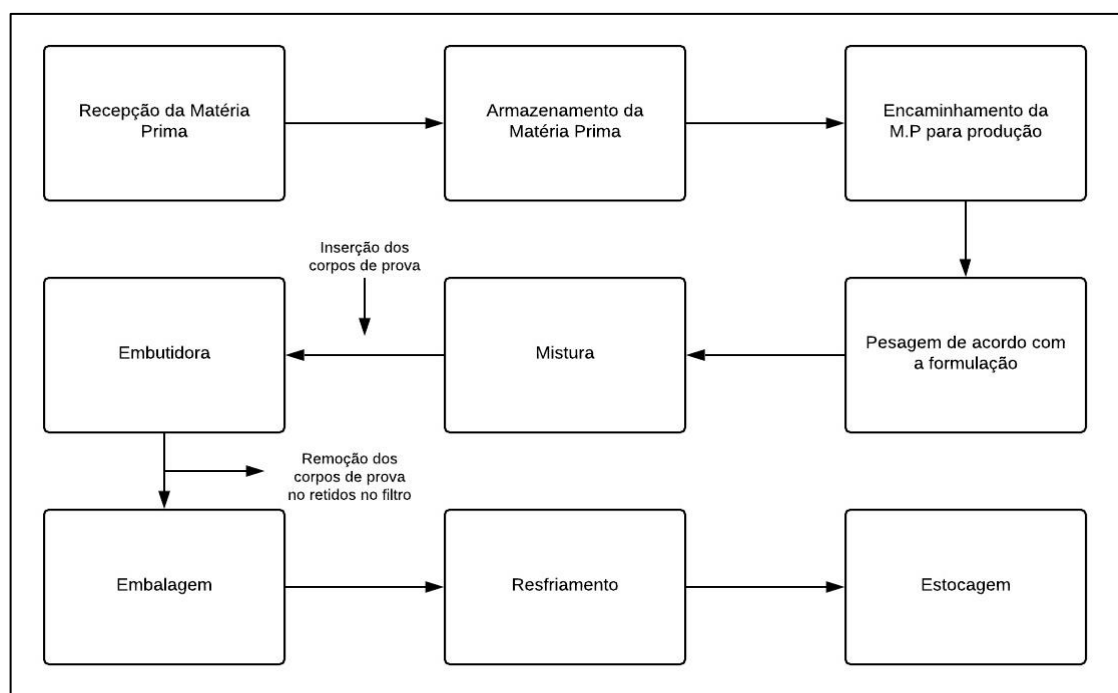 Recepção da Matéria
Prima
Armazenamento da
Matéria Prima
Encaminhamento da
M.P para produção
Pesagem de acordo com
a formulação
Mistura
Inserção dos
corpos de prova
Embutidora
Remoção dos
corpos de prova
no retidos no filtro
Embalagem
Resfriamento
Estocagem